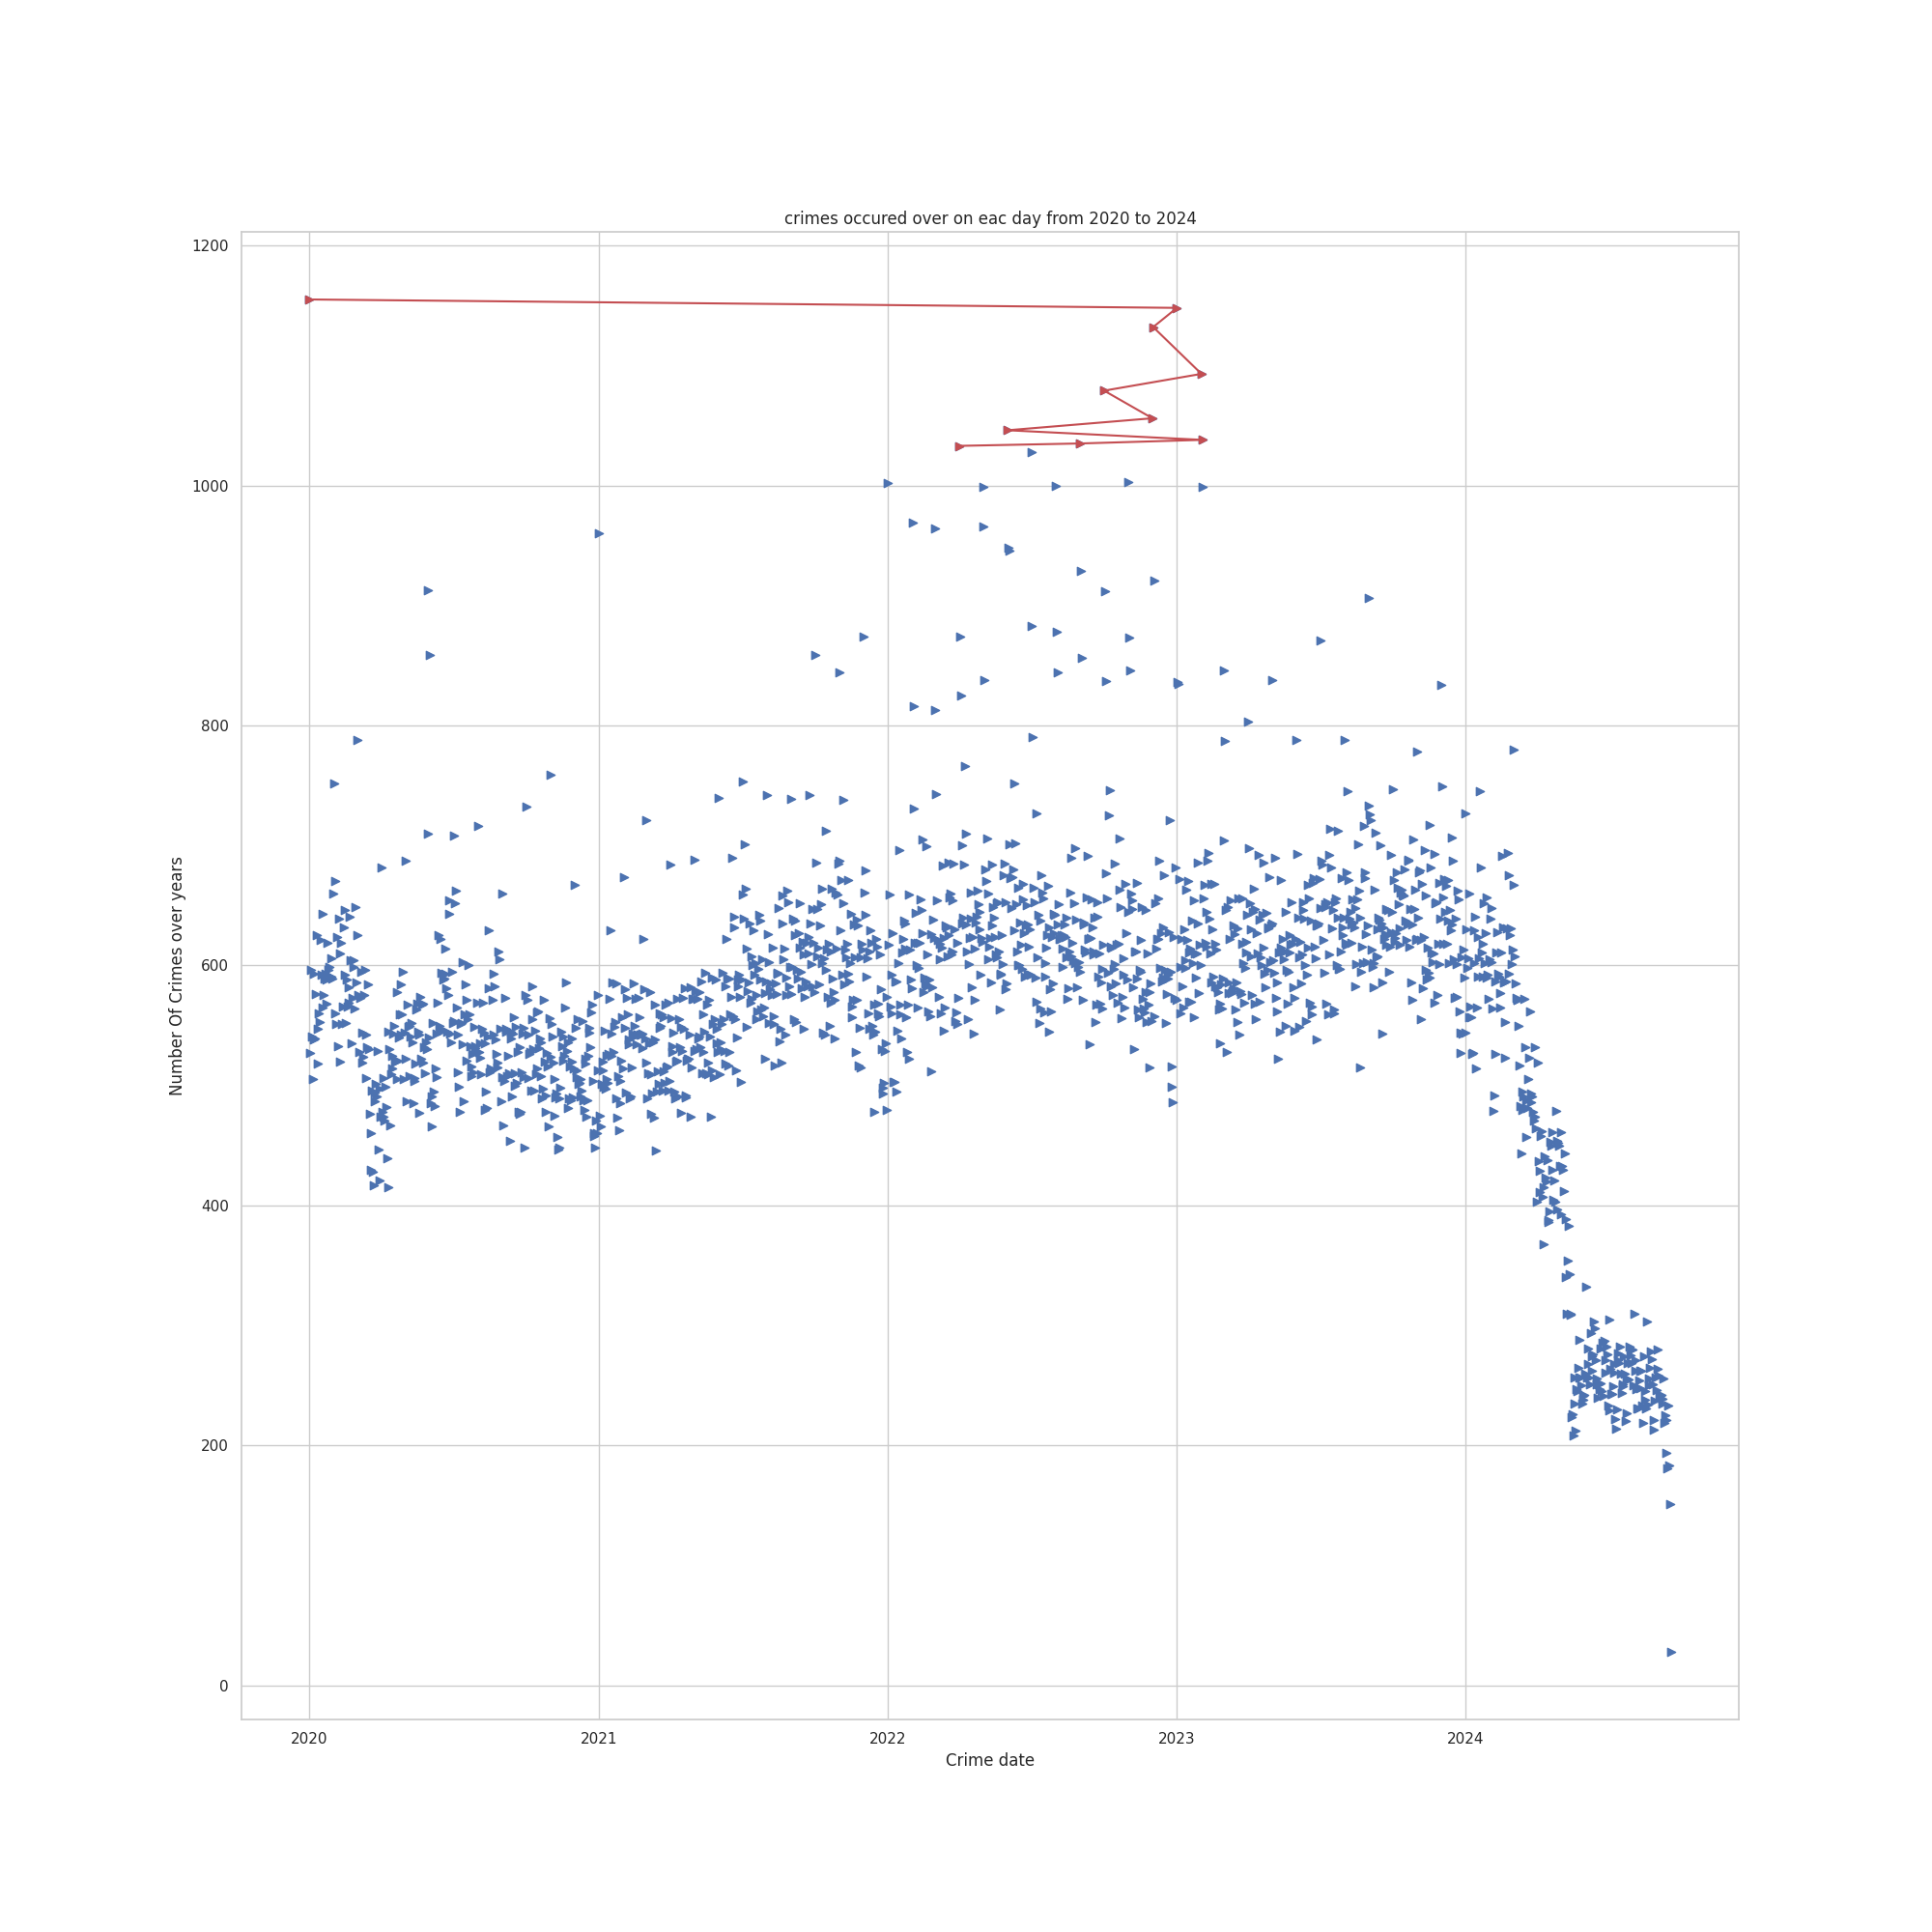 crimes occured over on eac day from 2020 to 2024
1200
1000
800
600
400
200
0
Number Of Crimes over years
2020 2021 2022 2023 2024
Crime date